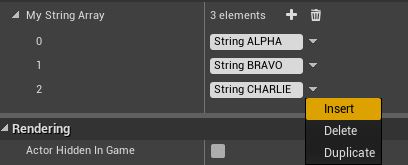 My String Array 3 elements
0 String ALPHA
1 String BRAVO
2 String CHARLIE
Insert
Rendering Delete
Actor Hidden In Game Duplicate